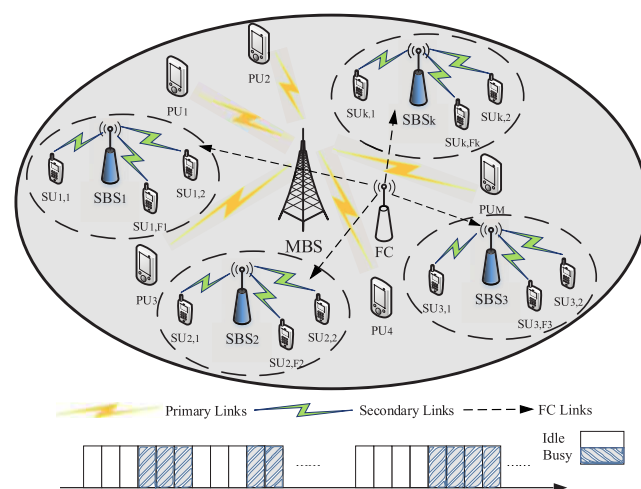 PU2
PU1
SUk,1
SBSk
SUk,2
SUk,Fk
SU1,1
SBS1
SU1,2
SU1,F1
MBS
FC
PUM
PU3
SU2,1
SBS2
SU2,2
SU2,F2
PU4
SU3,1
SBS3
SU3,2
SU3,F3
Primary Links
Secondary Links
FC Links
Idle
Busy
......
......